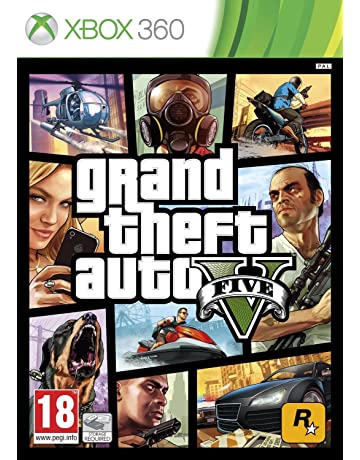 XBOX 360
PAL
grand
theft
auto
V
FIVE
18
www.pegi.info
STORAGE
REQUIRED
R★